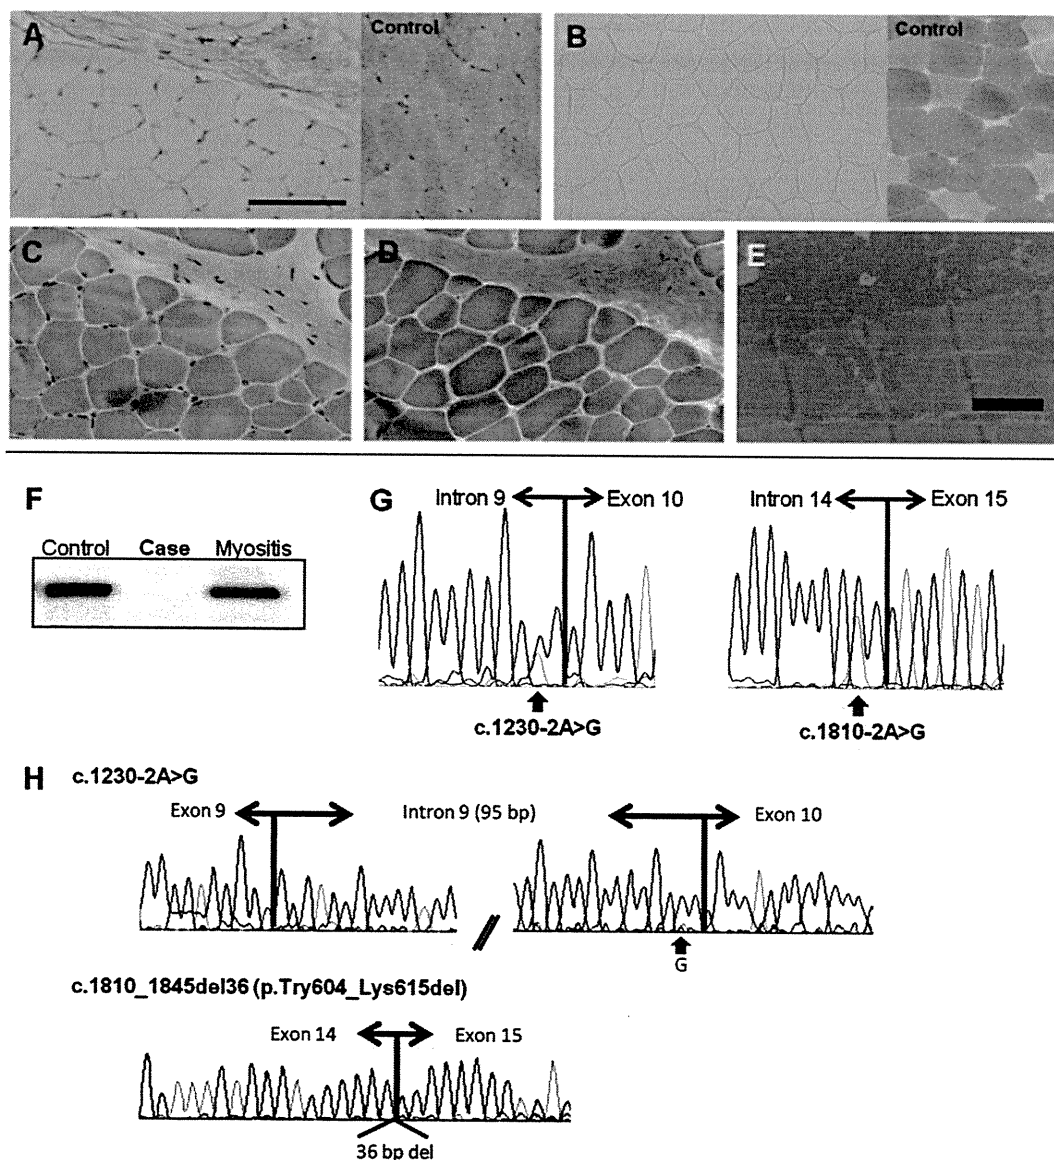 A
Control
B
Control
C
D
E
F
Control Case Myositis
G
Intron 9 Exon 10
Intron 14 Exon 15
c.1230-2A>G
c.1810-2A>G
H c.1230-2A>G
Exon 9 Intron 9 (95 bp) Exon 10
G
c.1810_1845del36 (p.Try604_Lys615del)
Exon 14 Exon 15
36 bp del